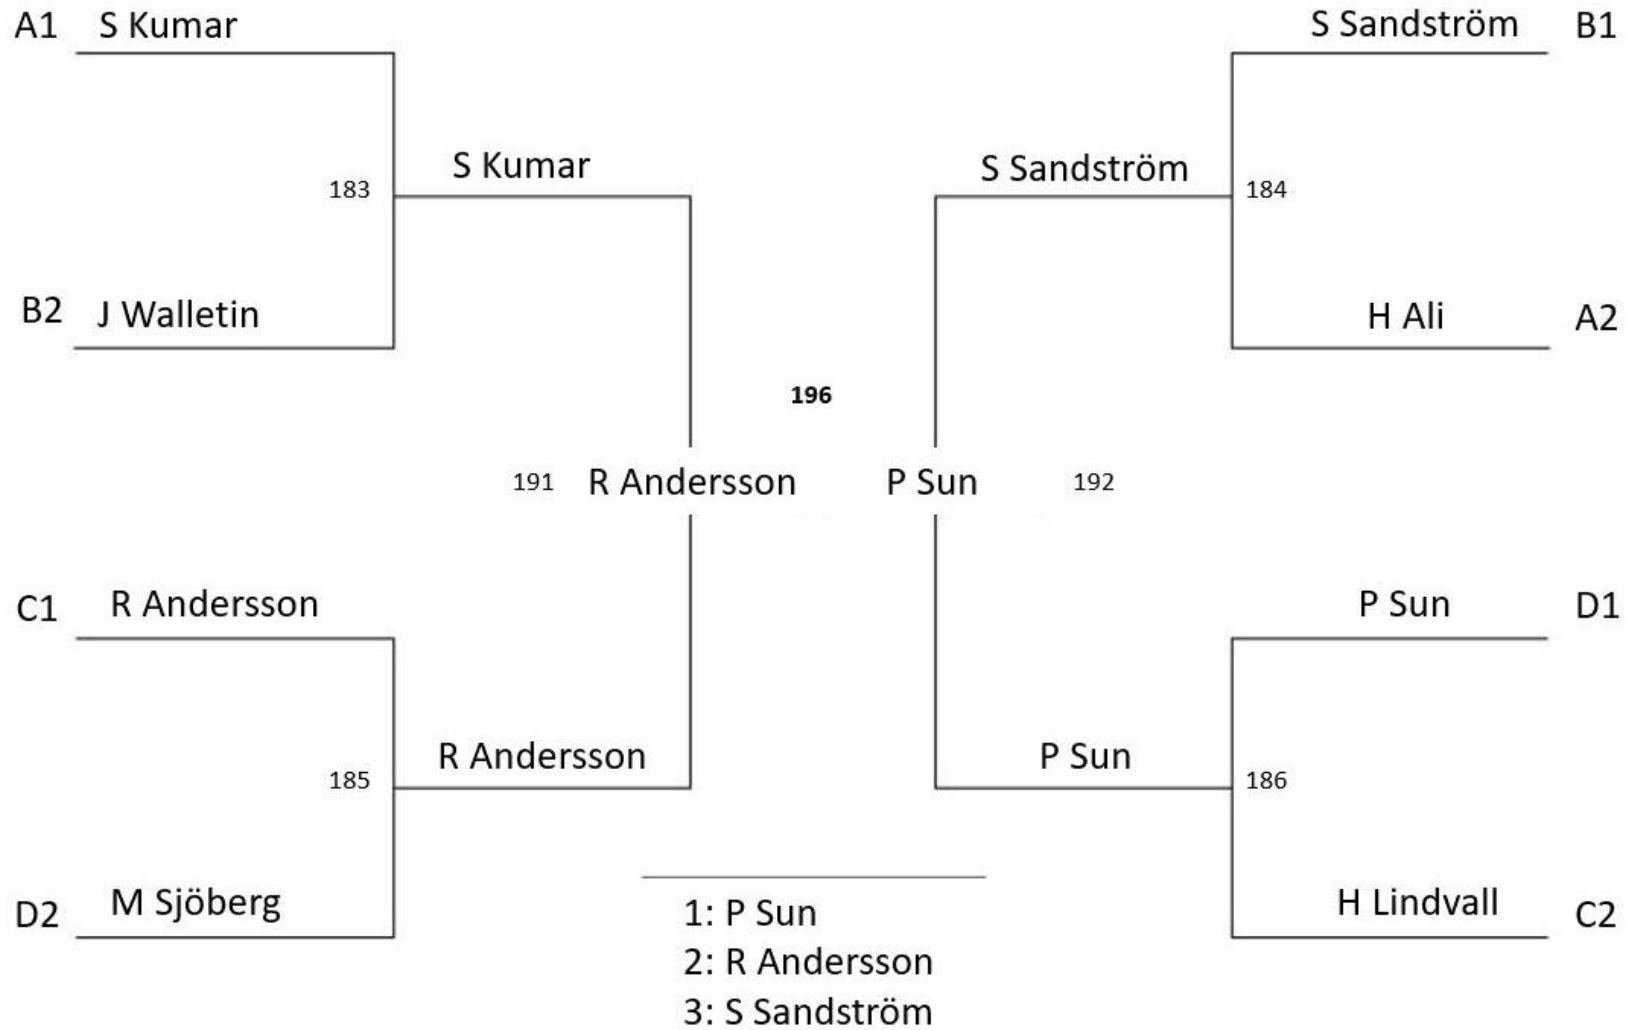 A1 S Kumar
S Sandström B1
S Kumar
S Sandström
183
184
B2 J Walletin
H Ali A2
196
191 R Andersson
P Sun 192
C1 R Andersson
P Sun D1
R Andersson
P Sun
185
186
D2 M Sjöberg
H Lindvall C2
1: P Sun
2: R Andersson
3: S Sandström